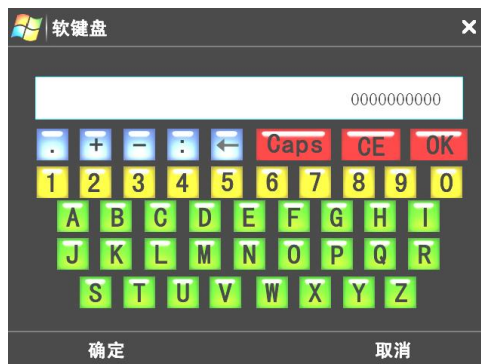 软键盘
0000000000
. + - : ← Caps CE OK
1 2 3 4 5 6 7 8 9 0
A B C D E F G H I
J K L M N O P Q R
S T U V W X Y Z
确定 取消